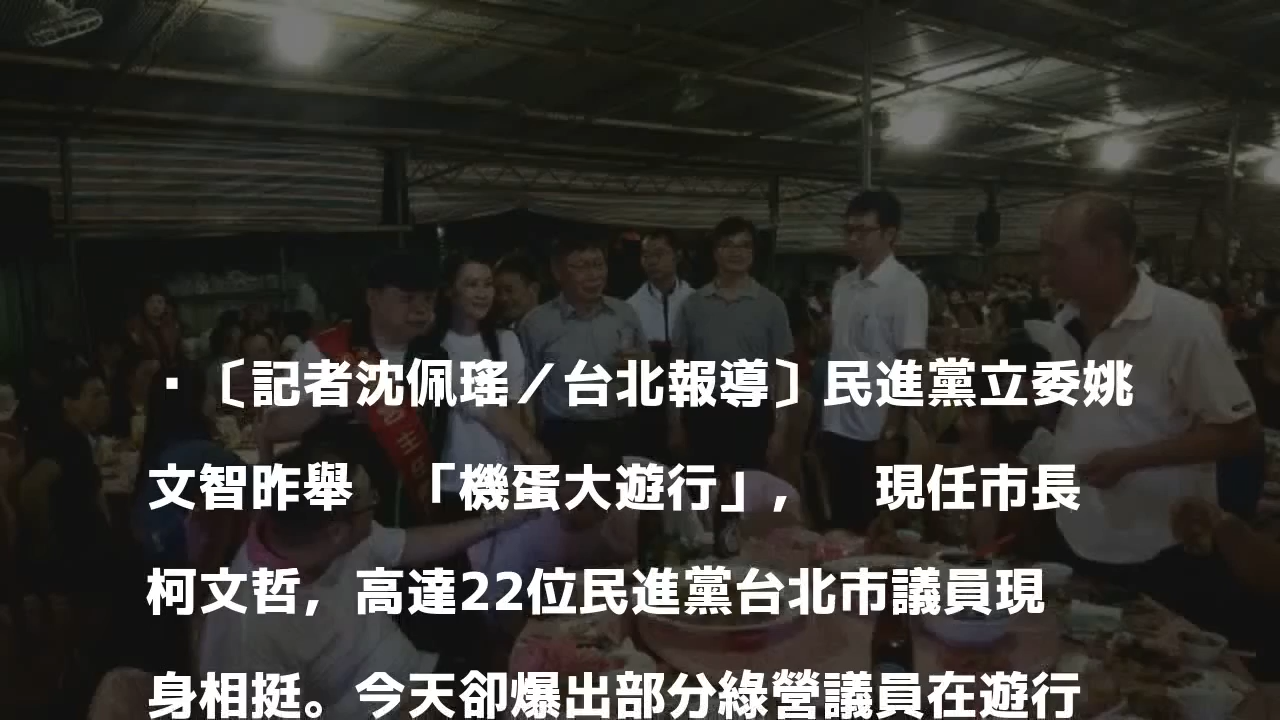 ▪〔記者沈佩瑤／台北報導〕民進黨立委姚
文智昨舉　「機蛋大遊行」，　現任市長
柯文哲，高達22位民進黨台北市議員現
身相挺。今天卻爆出部分綠營議員在遊行